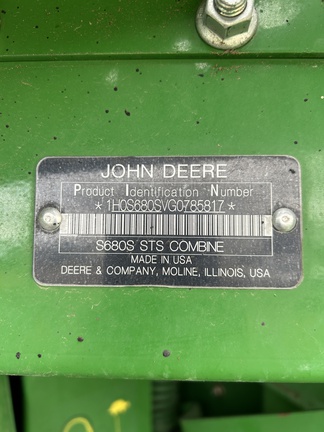 JOHN DEERE
Product Identification Number
*1H0S680SVG0785817*
S680S STS COMBINE
MADE IN USA
DEERE & COMPANY, MOLINE, ILLINOIS, USA